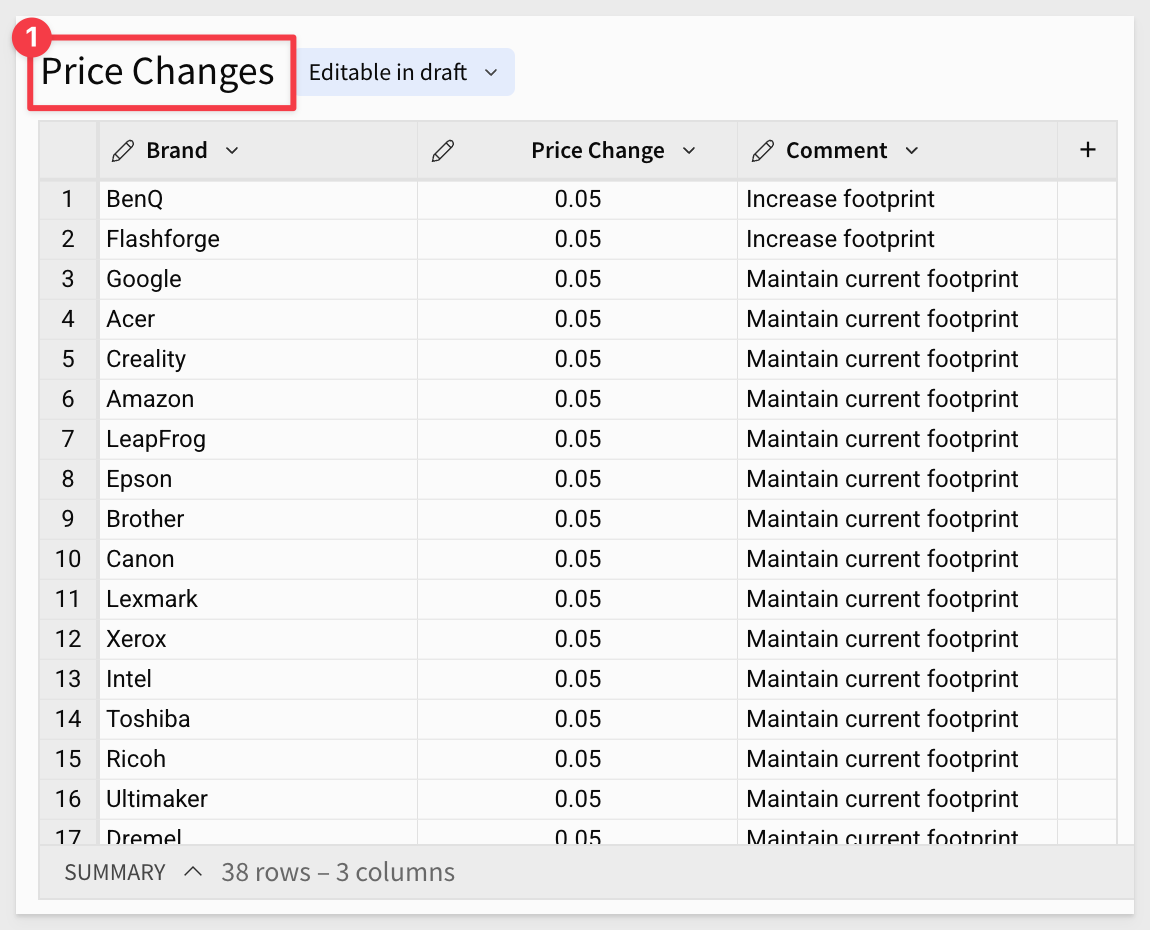 1
Price Changes Editable in draft
Brand Price Change Comment +
1 BenQ 0.05 Increase footprint
2 Flashforge 0.05 Increase footprint
3 Google 0.05 Maintain current footprint
4 Acer 0.05 Maintain current footprint
5 Creality 0.05 Maintain current footprint
6 Amazon 0.05 Maintain current footprint
7 LeapFrog 0.05 Maintain current footprint
8 Epson 0.05 Maintain current footprint
9 Brother 0.05 Maintain current footprint
10 Canon 0.05 Maintain current footprint
11 Lexmark 0.05 Maintain current footprint
12 Xerox 0.05 Maintain current footprint
13 Intel 0.05 Maintain current footprint
14 Toshiba 0.05 Maintain current footprint
15 Ricoh 0.05 Maintain current footprint
16 Ultimaker 0.05 Maintain current footprint
17 Dremel 0.05 Maintain current footprint
SUMMARY 38 rows – 3 columns